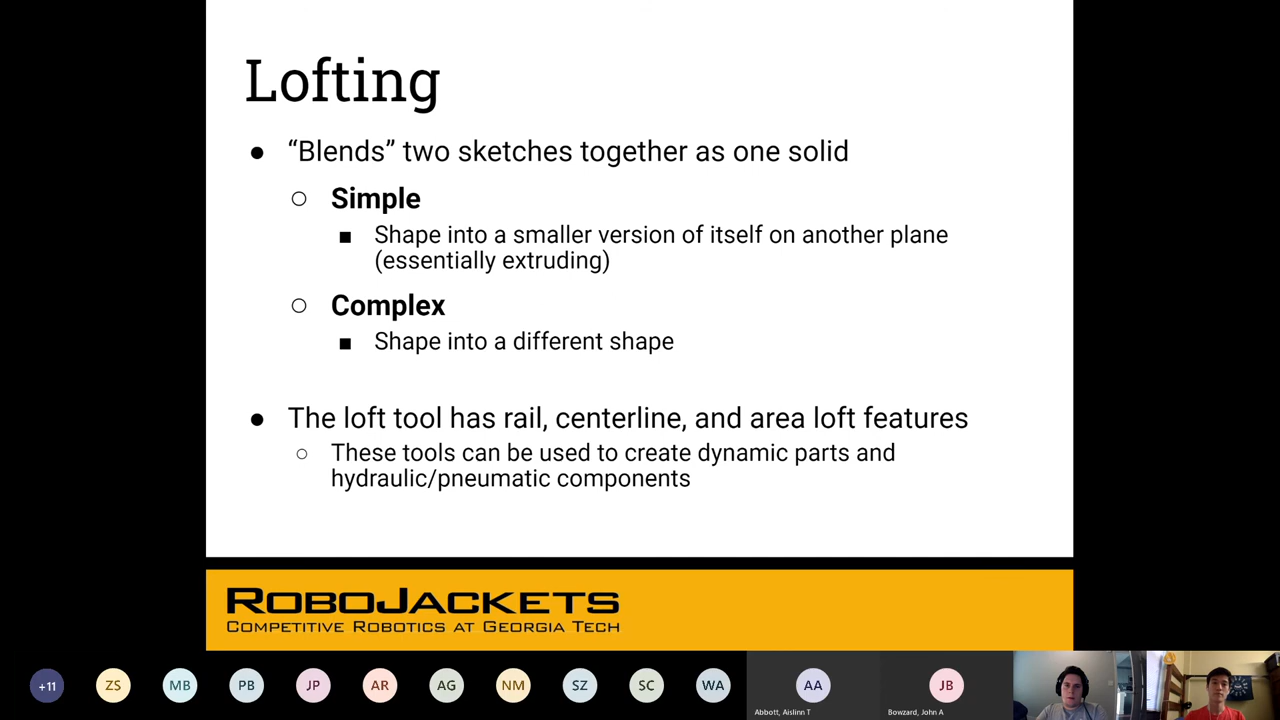 Lofting
● “Blends” two sketches together as one solid
○ Simple
■ Shape into a smaller version of itself on another plane
(essentially extruding)
○ Complex
■ Shape into a different shape
● The loft tool has rail, centerline, and area loft features
○ These tools can be used to create dynamic parts and
hydraulic/pneumatic components
ROBOJACKETS
COMPETITIVE ROBOTICS AT GEORGIA TECH
+11 ZS MB PB JP AR AG NM SZ SC WA AA JB
Abbott, Aislinn T Bowzard, John A